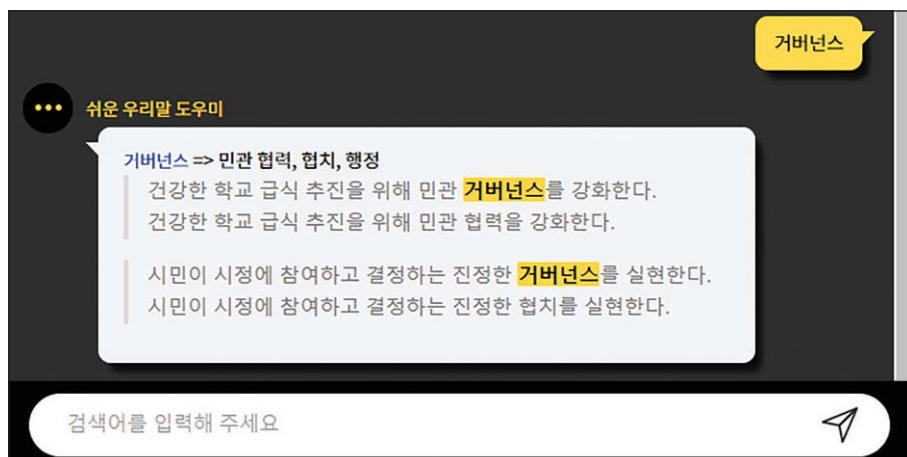 거버넌스
쉬운 우리말 도우미
거버넌스 => 민관 협력, 협치, 행정
건강한 학교 급식 추진을 위해 민관 거버넌스를 강화한다.
건강한 학교 급식 추진을 위해 민관 협력을 강화한다.
시민이 시정에 참여하고 결정하는 진정한 거버넌스를 실현한다.
시민이 시정에 참여하고 결정하는 진정한 협치를 실현한다.
검색어를 입력해 주세요